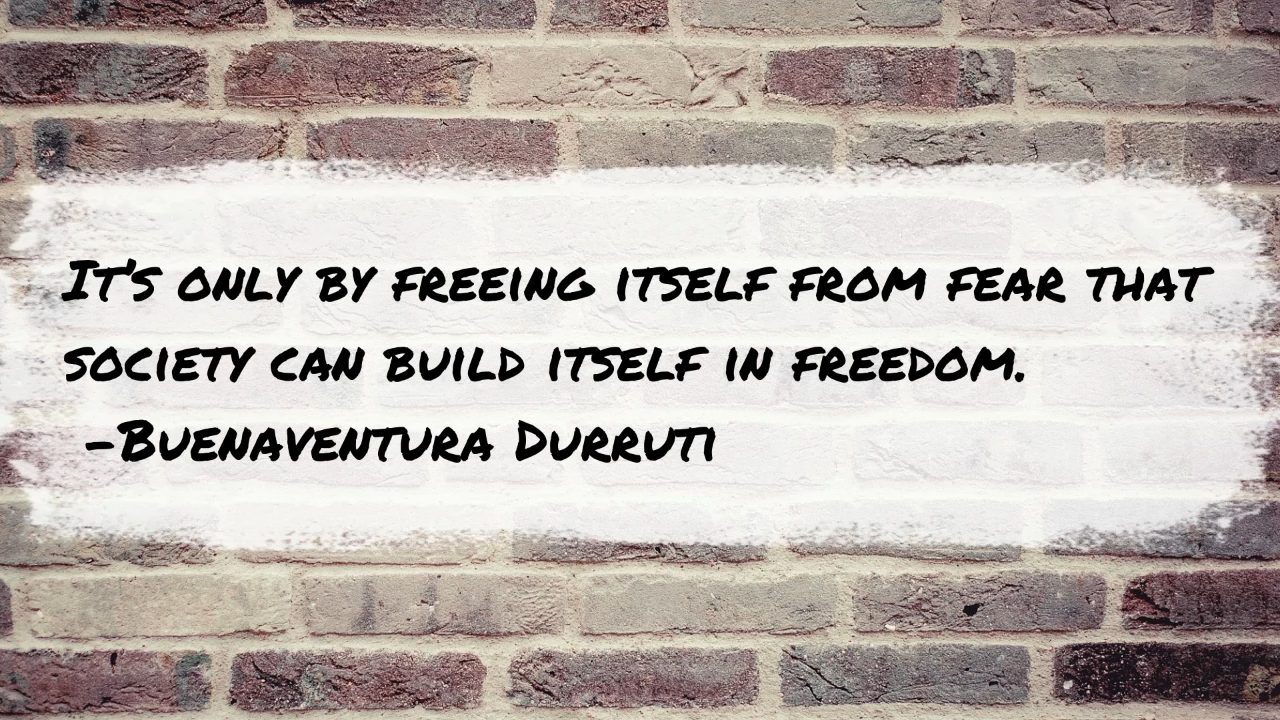 It's only by freeing itself from fear that
society can build itself in freedom.
-Buenaventura Durruti